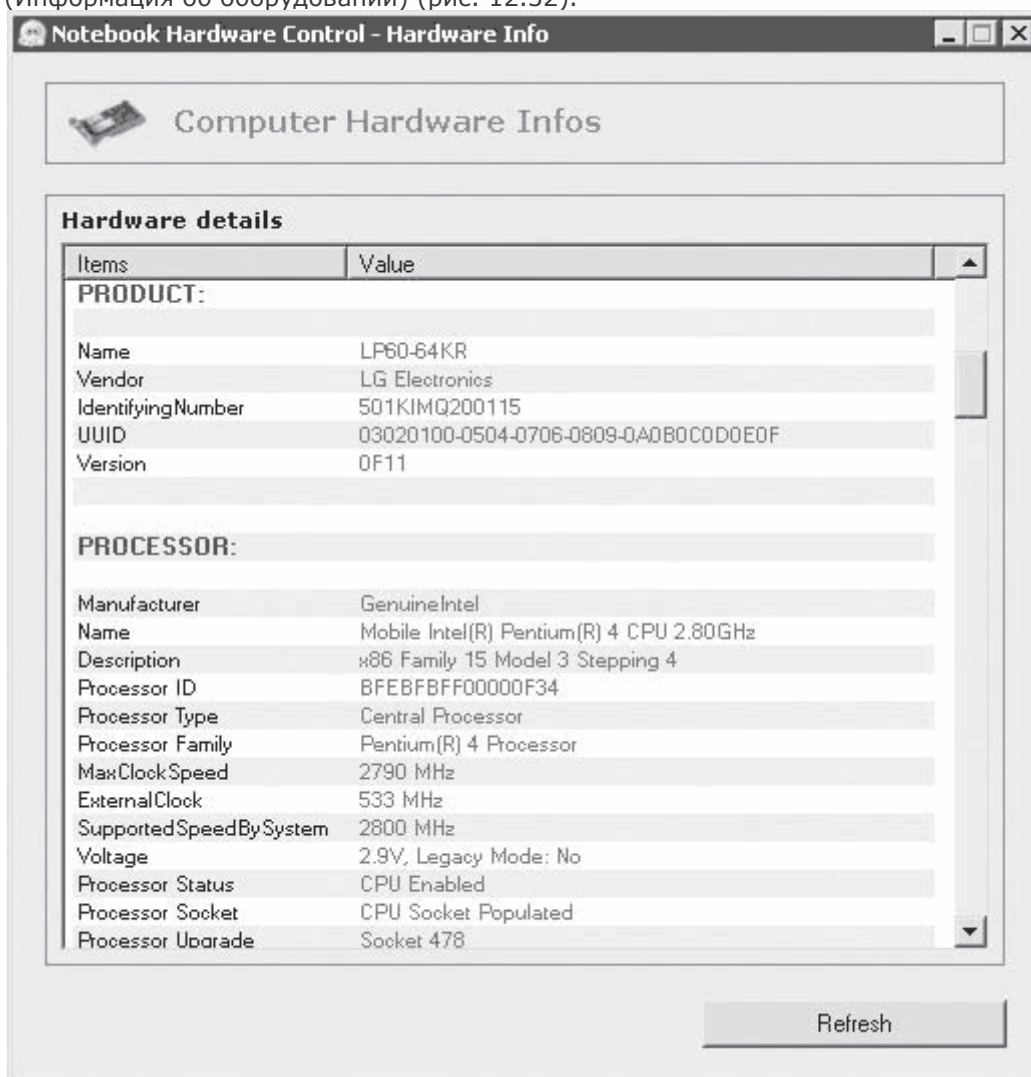 (Информация об оборудовании) (рис. 12.32).
Notebook Hardware Control - Hardware Info
Computer Hardware Infos
Hardware details
Items Value
PRODUCT:
Name LP60-64KR
Vendor LG Electronics
IdentifyingNumber 501KIMQ200115
UUID 03020100-0504-0706-0809-0A0B0C0D0E0F
Version 0F11
PROCESSOR:
Manufacturer GenuineIntel
Name Mobile Intel(R) Pentium(R) 4 CPU 2.80GHz
Description x86 Family 15 Model 3 Stepping 4
Processor ID BFEBFBFF00000F34
Processor Type Central Processor
Processor Family Pentium(R) 4 Processor
MaxClockSpeed 2790 MHz
ExternalClock 533 MHz
SupportedSpeedBySystem 2800 MHz
Voltage 2.9V, Legacy Mode: No
Processor Status CPU Enabled
Processor Socket CPU Socket Populated
Processor Upgrade Socket 478
Refresh